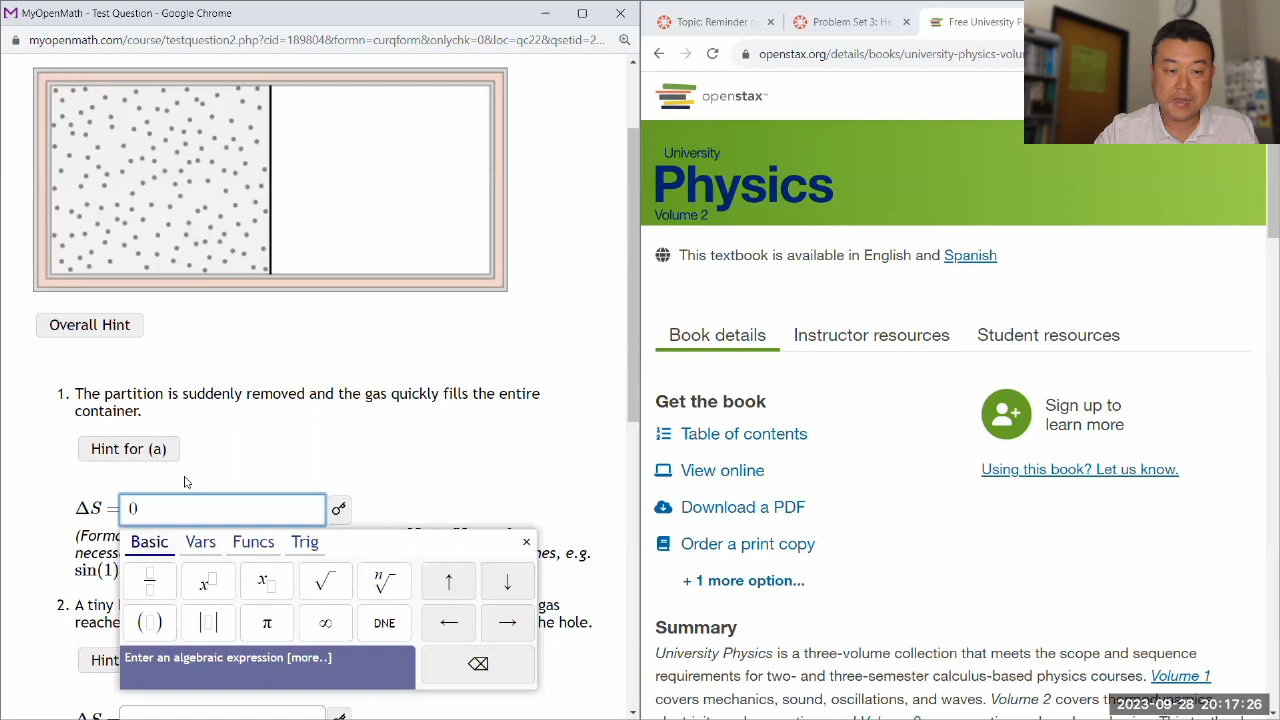 MyOpenMath - Test Question - Google Chrome
myopenmath.com/course/testquestion2.php?cid=189804&formn=curqform&onlychk=0&loc=qc22&qsetid=2...
Overall Hint
1. The partition is suddenly removed and the gas quickly fills the entire
container.
Hint for (a)
ΔS = 0
(Forma
necess
es, e.g.
sin(1)
2. A tiny
gas
reache
he hole.
Basic Vars Funcs Trig ×
√ n√ ↑ ↓
π ∞ DNE ← →
Enter an algebraic expression [more..]
Hint
ΔS =
Topic: Reminder
Problem Set 3: He
Free University P
openstax.org/details/books/university-physics-volu
openstax™
University
Physics
Volume 2
This textbook is available in English and Spanish
Book details Instructor resources Student resources
Get the book
Table of contents
View online
Download a PDF
Order a print copy
+ 1 more option...
Sign up to
learn more
Using this book? Let us know.
Summary
University Physics is a three-volume collection that meets the scope and sequence
requirements for two- and three-semester calculus-based physics courses. Volume 1
covers mechanics, sound, oscillations, and waves. Volume 2 covers thermodynamics,
2023-09-28 20:17:26